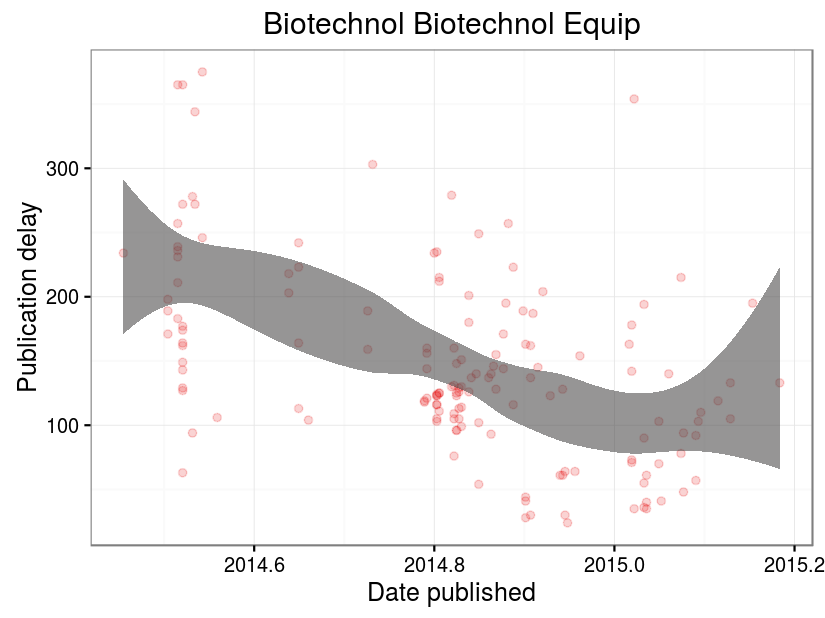 Biotechnol Biotechnol Equip
Publication delay
300
200
100
2014.6
2014.8
2015.0
2015.2
Date published